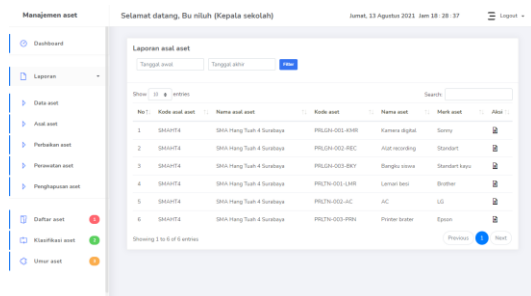 Manajemen aset
Selamat datang, Bu niluh (Kepala sekolah)
Jumat, 13 Agustus 2021 Jam 18 : 28 : 37
Logout
Dashboard
Laporan
Data aset
Asal aset
Perbaikan aset
Perawatan aset
Penghapusan aset
Daftar aset
Klasifikasi aset
Umur aset
Laporan asal aset
Tanggal awal Tanggal akhir Filter
Show 10 entries Search:
No Kode asal aset Nama asal aset Kode aset Nama aset Merk aset Aksi
1 SMAHT4 SMA Hang Tuah 4 Surabaya PRLGN-001-KMR Kamera digital Sonny
2 SMAHT4 SMA Hang Tuah 4 Surabaya PRLGN-002-REC Alat recording Standart
3 SMAHT4 SMA Hang Tuah 4 Surabaya PRLGN-003-BKY Bangku siswa Standart kayu
4 SMAHT4 SMA Hang Tuah 4 Surabaya PRLTN-001-LMR Lemari besi Brother
5 SMAHT4 SMA Hang Tuah 4 Surabaya PRLTN-002-AC AC LG
6 SMAHT4 SMA Hang Tuah 4 Surabaya PRLTN-003-PRN Printer broter Epson
Showing 1 to 6 of 6 entries
Previous 1 Next